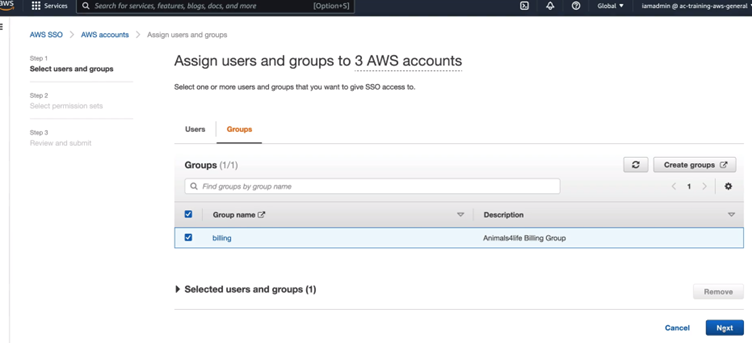 aws Services Search for services, features, blogs, docs, and more [Option+S] Global iamadmin @ ac-training-aws-general
AWS SSO > AWS accounts > Assign users and groups
Step 1
Select users and groups
Step 2
Select permission sets
Step 3
Review and submit
Assign users and groups to 3 AWS accounts
Select one or more users and groups that you want to give SSO access to.
Users Groups
Groups (1/1) Create groups
Find groups by group name < 1 >
Group name Description
billing Animals4life Billing Group
Selected users and groups (1) Remove
Cancel Next